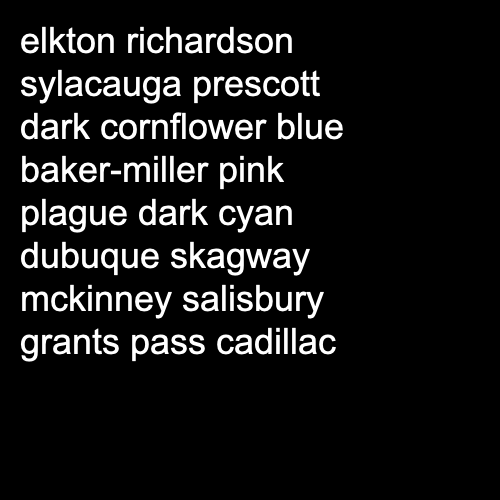 elkton richardson
sylacauga prescott
dark cornflower blue
baker-miller pink
plague dark cyan
dubuque skagway
mckinney salisbury
grants pass cadillac